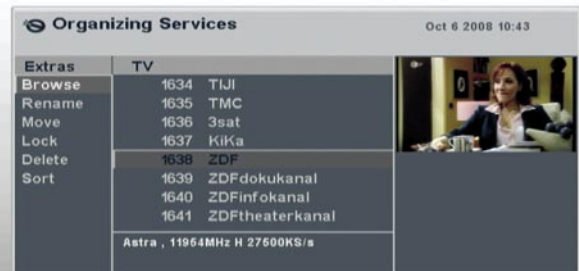 Organizing Services
Oct 6 2008 10:43
Extras
TV
Browse
Rename
Move
Lock
Delete
Sort
1634 TIJI
1635 TMC
1636 3sat
1637 KiKa
1638 ZDF
1639 ZDFdokukanal
1640 ZDFinfokanal
1641 ZDFtheaterkanal
Astra , 11954MHz H 27500KS/s